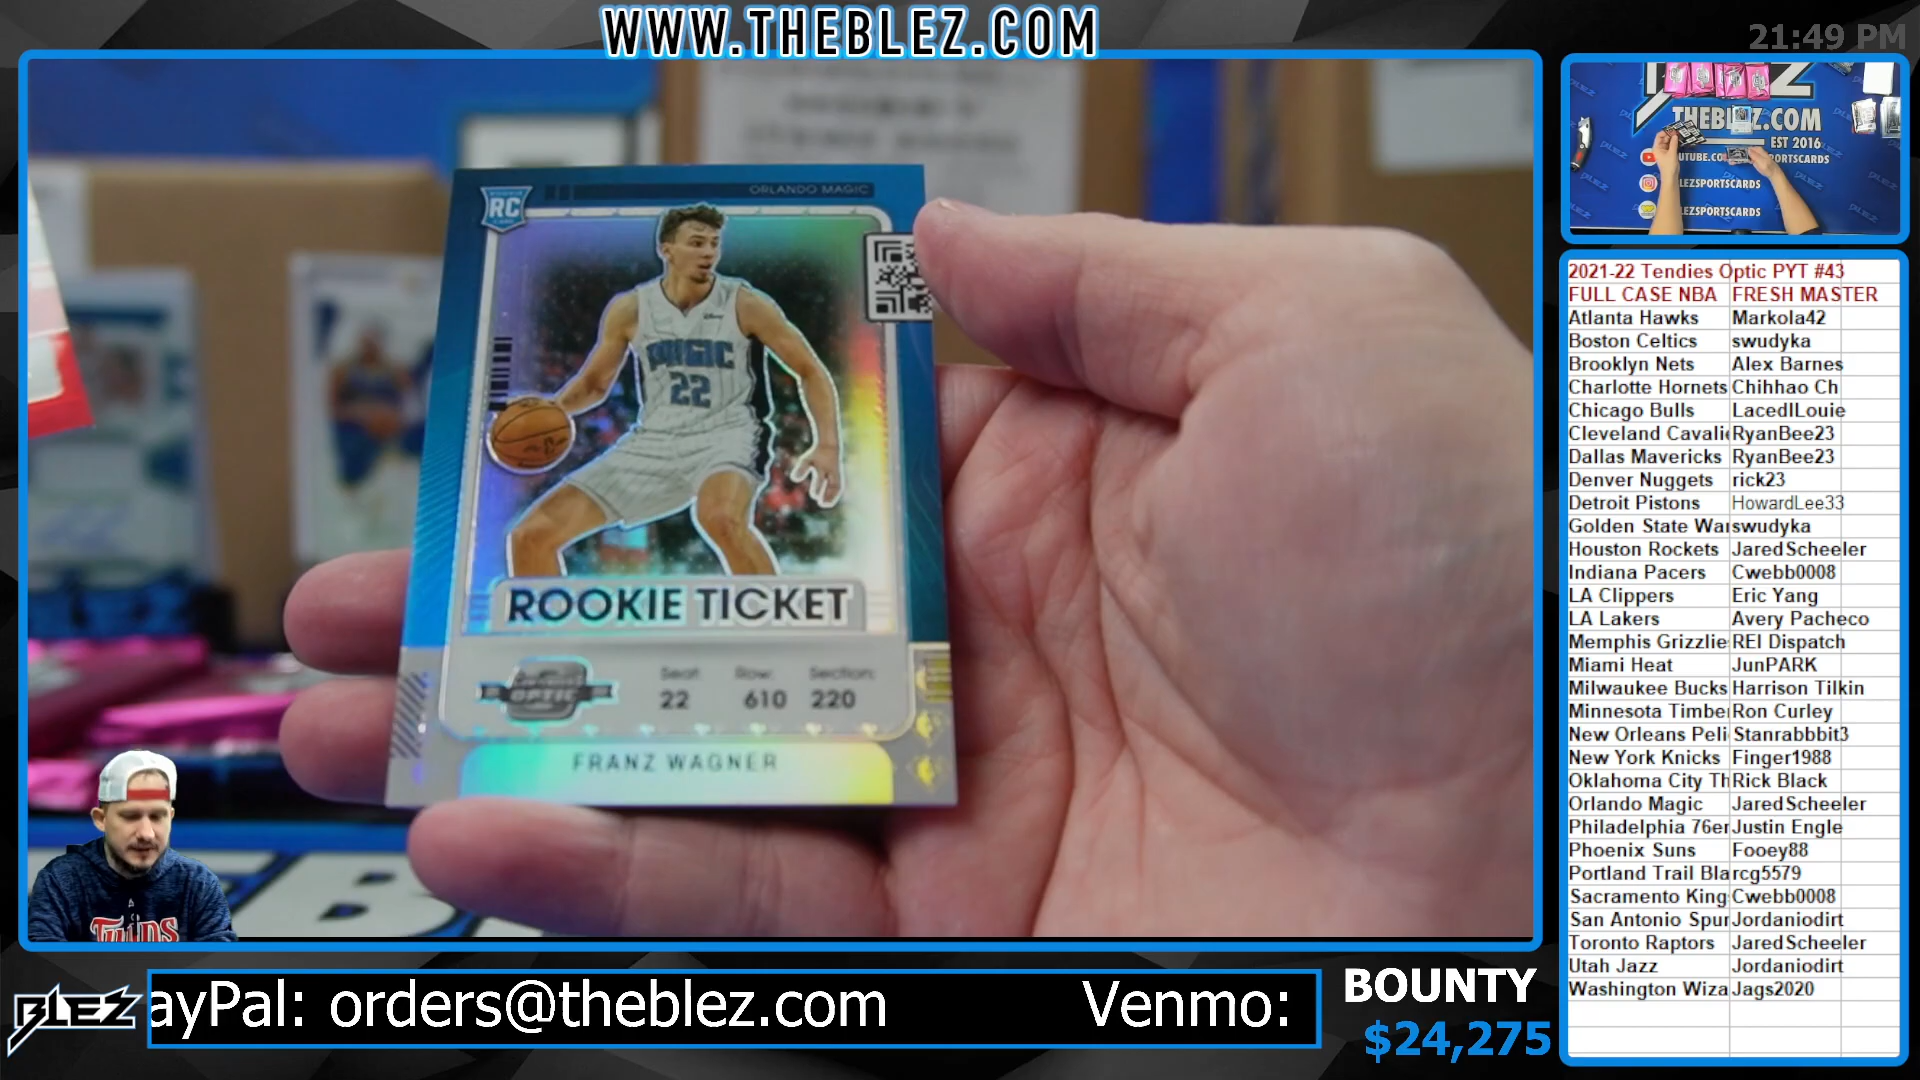 WWW.THEBLEZ.COM
21:49 PM
RC
ORLANDO MAGIC
MAGIC
22
ROOKIE TICKET
OPTIC
Seat: Row: Section:
22 610 220
FRANZ WAGNER
Twins
THEBLEZ.COM
EST 2016
LEZSPORTSCARDS
LEZSPORTSCARDS
2021-22 Tendies Optic PYT #43
FULL CASE NBA FRESH MASTER
Atlanta Hawks Markola42
Boston Celtics swudyka
Brooklyn Nets Alex Barnes
Charlotte Hornets Chihhao Ch
Chicago Bulls LacedlLouie
Cleveland Cavalie RyanBee23
Dallas Mavericks RyanBee23
Denver Nuggets rick23
Detroit Pistons HowardLee33
Golden State War swudyka
Houston Rockets JaredScheeler
Indiana Pacers Cwebb0008
LA Clippers Eric Yang
LA Lakers Avery Pacheco
Memphis Grizzlie REI Dispatch
Miami Heat JunPARK
Milwaukee Bucks Harrison Tilkin
Minnesota Timbe Ron Curley
New Orleans Peli Stanrabbbit3
New York Knicks Finger1988
Oklahoma City Th Rick Black
Orlando Magic JaredScheeler
Philadelphia 76er Justin Engle
Phoenix Suns Fooey88
Portland Trail Bla rcg5579
Sacramento King Cwebb0008
San Antonio Spur Jordaniodirt
Toronto Raptors JaredScheeler
Utah Jazz Jordaniodirt
Washington Wiza Jags2020
BLEZ
ayPal: orders@theblez.com Venmo:
BOUNTY
$24,275